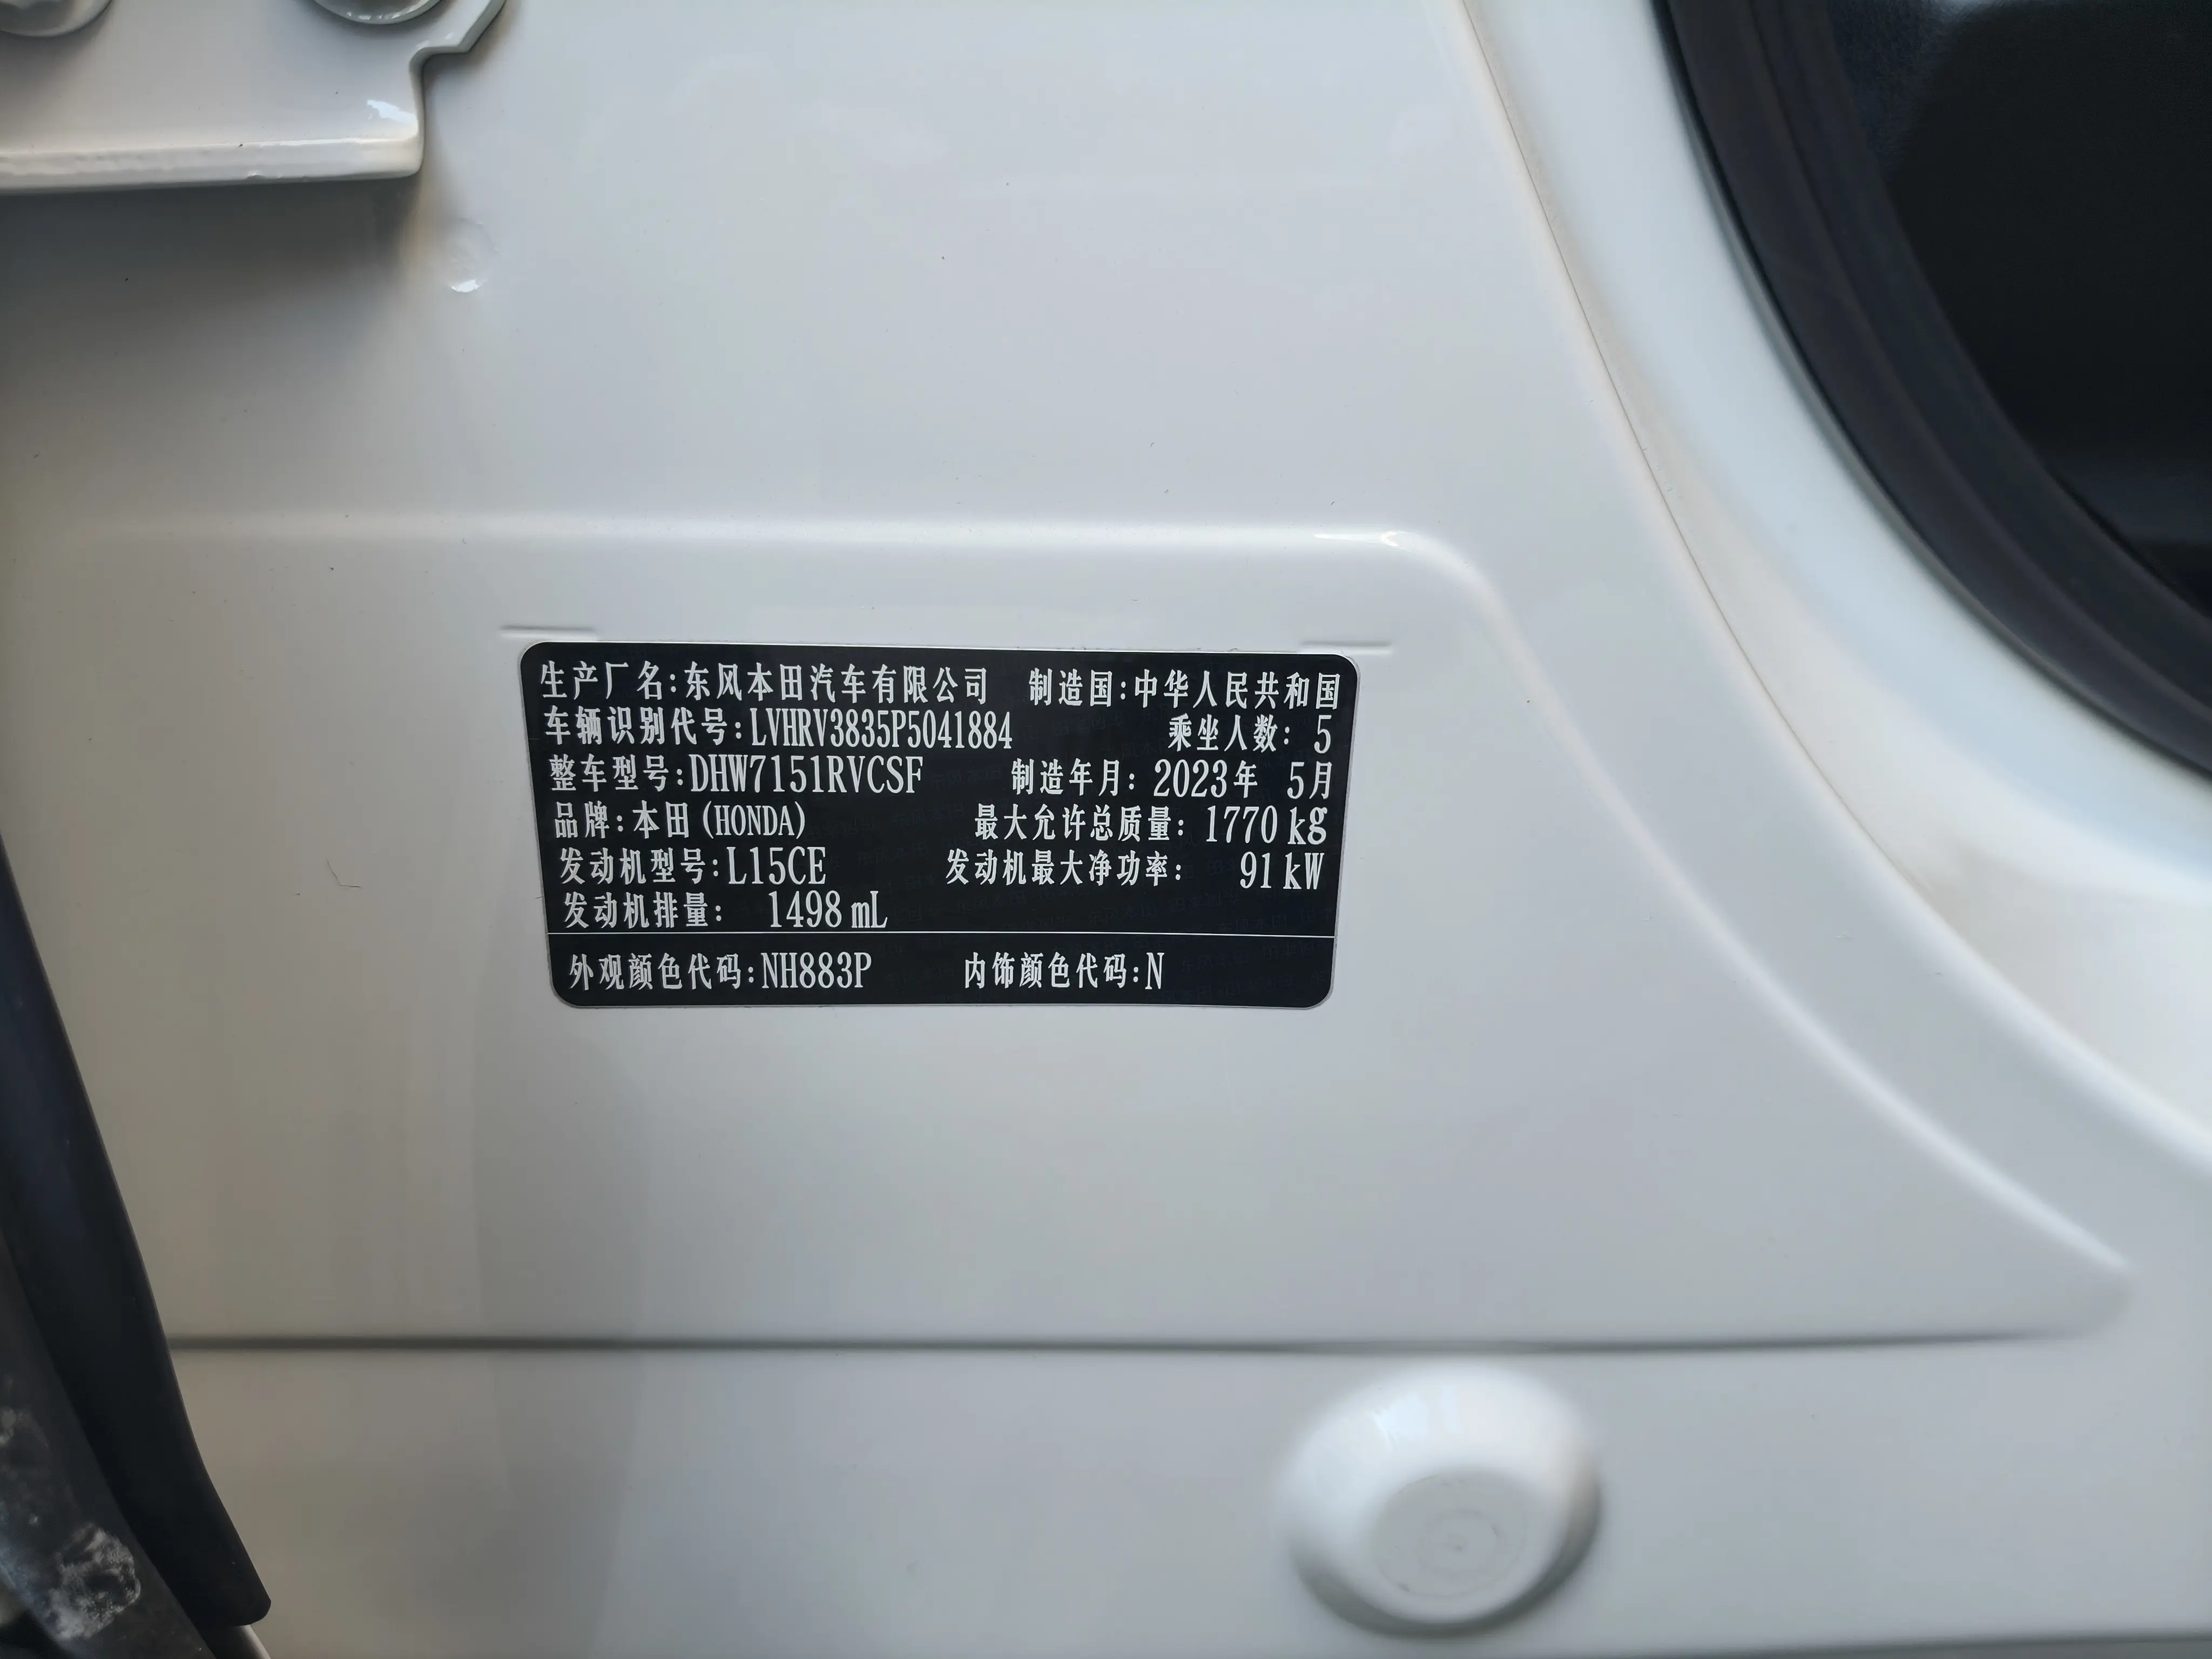 生产厂名:东风本田汽车有限公司 制造国:中华人民共和国
车辆识别代号:LVHRV3835P5041884 乘坐人数: 5
整车型号:DHW7151RVCSF 制造年月: 2023年 5月
品牌:本田(HONDA) 最大允许总质量: 1770 kg
发动机型号:L15CE 发动机最大净功率: 91 kW
发动机排量: 1498 mL
外观颜色代码:NH883P 内饰颜色代码:N